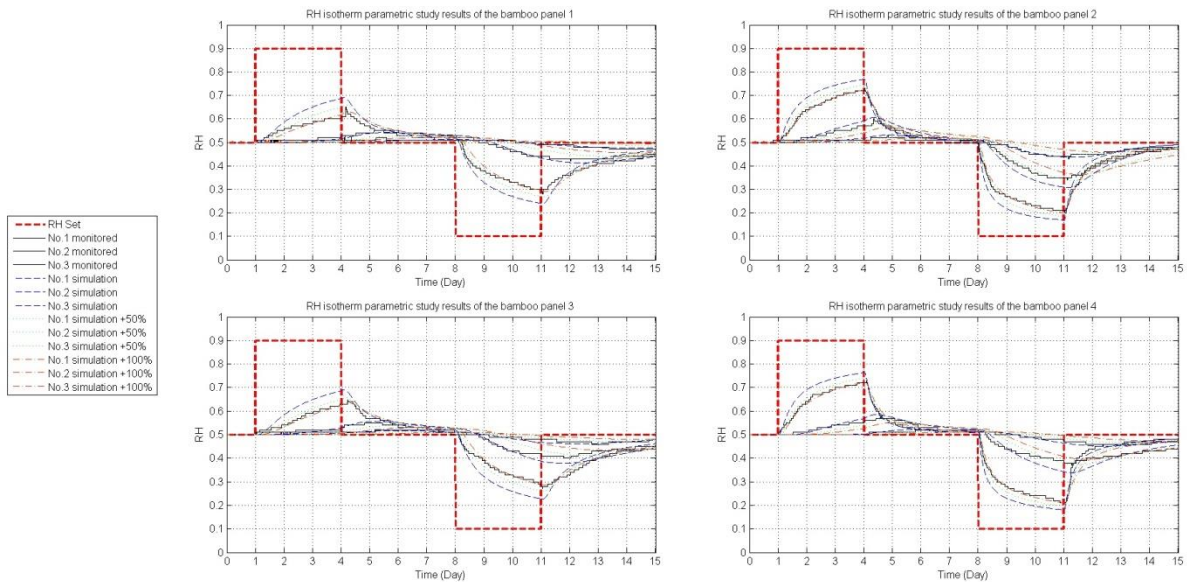 RH isotherm parametric study results of the bamboo panel 1
1
0.9
0.8
0.7
0.6
0.5
0.4
0.3
0.2
0.1
0
RH
0 1 2 3 4 5 6 7 8 9 10 11 12 13 14 15
Time (Day)
RH isotherm parametric study results of the bamboo panel 2
1
0.9
0.8
0.7
0.6
0.5
0.4
0.3
0.2
0.1
0
RH
0 1 2 3 4 5 6 7 8 9 10 11 12 13 14 15
Time (Day)
RH Set
No.1 monitored
No.2 monitored
No.3 monitored
No.1 simulation
No.2 simulation
No.3 simulation
No.1 simulation +50%
No.2 simulation +50%
No.3 simulation +50%
No.1 simulation +100%
No.2 simulation +100%
No.3 simulation +100%
RH isotherm parametric study results of the bamboo panel 3
1
0.9
0.8
0.7
0.6
0.5
0.4
0.3
0.2
0.1
0
RH
0 1 2 3 4 5 6 7 8 9 10 11 12 13 14 15
Time (Day)
RH isotherm parametric study results of the bamboo panel 4
1
0.9
0.8
0.7
0.6
0.5
0.4
0.3
0.2
0.1
0
RH
0 1 2 3 4 5 6 7 8 9 10 11 12 13 14 15
Time (Day)